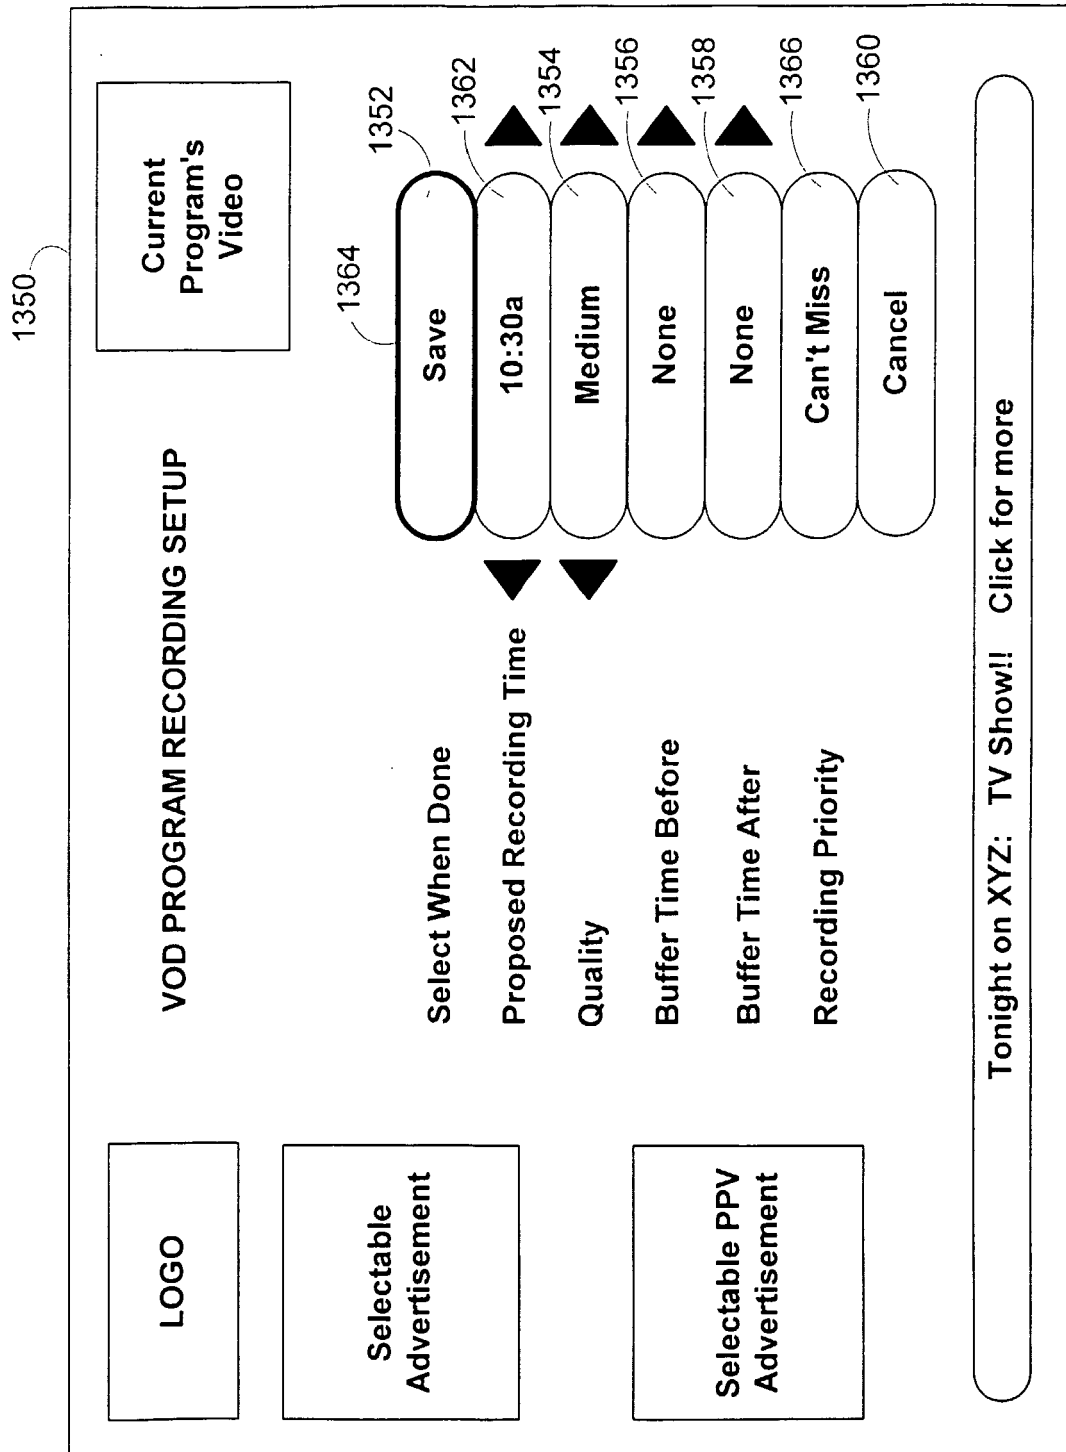 1350
LOGO
VOD PROGRAM RECORDING SETUP
Current
Program's
Video
Selectable
Advertisement
Selectable PPV
Advertisement
1364
1352
Select When Done
Save
1362
Proposed Recording Time
10:30a
1354
Quality
Medium
1356
Buffer Time Before
None
1358
Buffer Time After
None
1366
Recording Priority
Can't Miss
1360
Cancel
Tonight on XYZ: TV Show!! Click for more